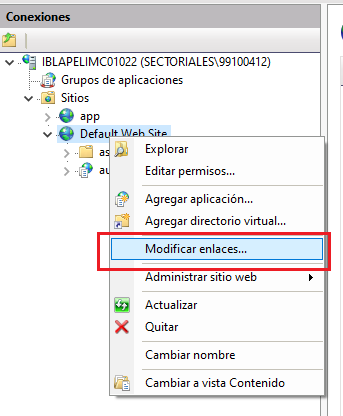 Conexiones
IBLAPELIMC01022 (SECTORIALES\99100412)
Grupos de aplicaciones
Sitios
app
Default Web Site
as
au
Explorar
Editar permisos...
Agregar aplicación...
Agregar directorio virtual...
Modificar enlaces...
Administrar sitio web
Actualizar
Quitar
Cambiar nombre
Cambiar a vista Contenido